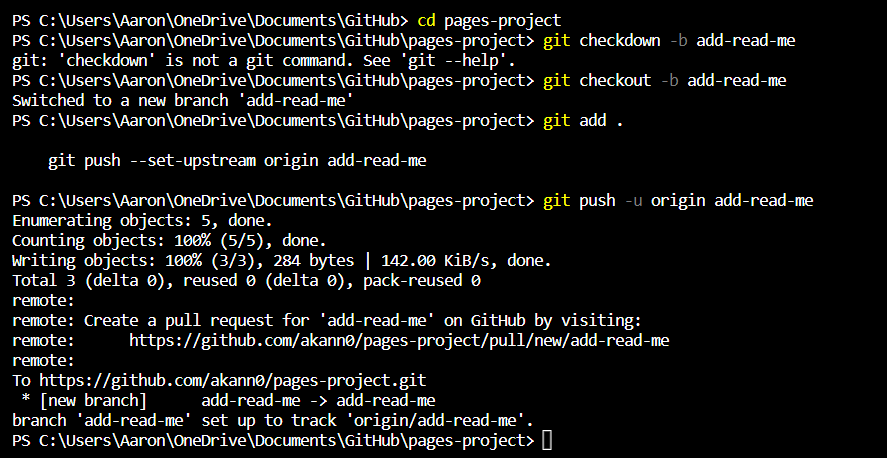 PS C:\Users\Aaron\OneDrive\Documents\GitHub> cd pages-project
PS C:\Users\Aaron\OneDrive\Documents\GitHub\pages-project> git checkdown -b add-read-me
git: 'checkdown' is not a git command. See 'git --help'.
PS C:\Users\Aaron\OneDrive\Documents\GitHub\pages-project> git checkout -b add-read-me
Switched to a new branch 'add-read-me'
PS C:\Users\Aaron\OneDrive\Documents\GitHub\pages-project> git add .
git push --set-upstream origin add-read-me
PS C:\Users\Aaron\OneDrive\Documents\GitHub\pages-project> git push -u origin add-read-me
Enumerating objects: 5, done.
Counting objects: 100% (5/5), done.
Writing objects: 100% (3/3), 284 bytes | 142.00 KiB/s, done.
Total 3 (delta 0), reused 0 (delta 0), pack-reused 0
remote:
remote: Create a pull request for 'add-read-me' on GitHub by visiting:
remote:      https://github.com/akann0/pages-project/pull/new/add-read-me
remote:
To https://github.com/akann0/pages-project.git
 * [new branch]      add-read-me -> add-read-me
branch 'add-read-me' set up to track 'origin/add-read-me'.
PS C:\Users\Aaron\OneDrive\Documents\GitHub\pages-project>